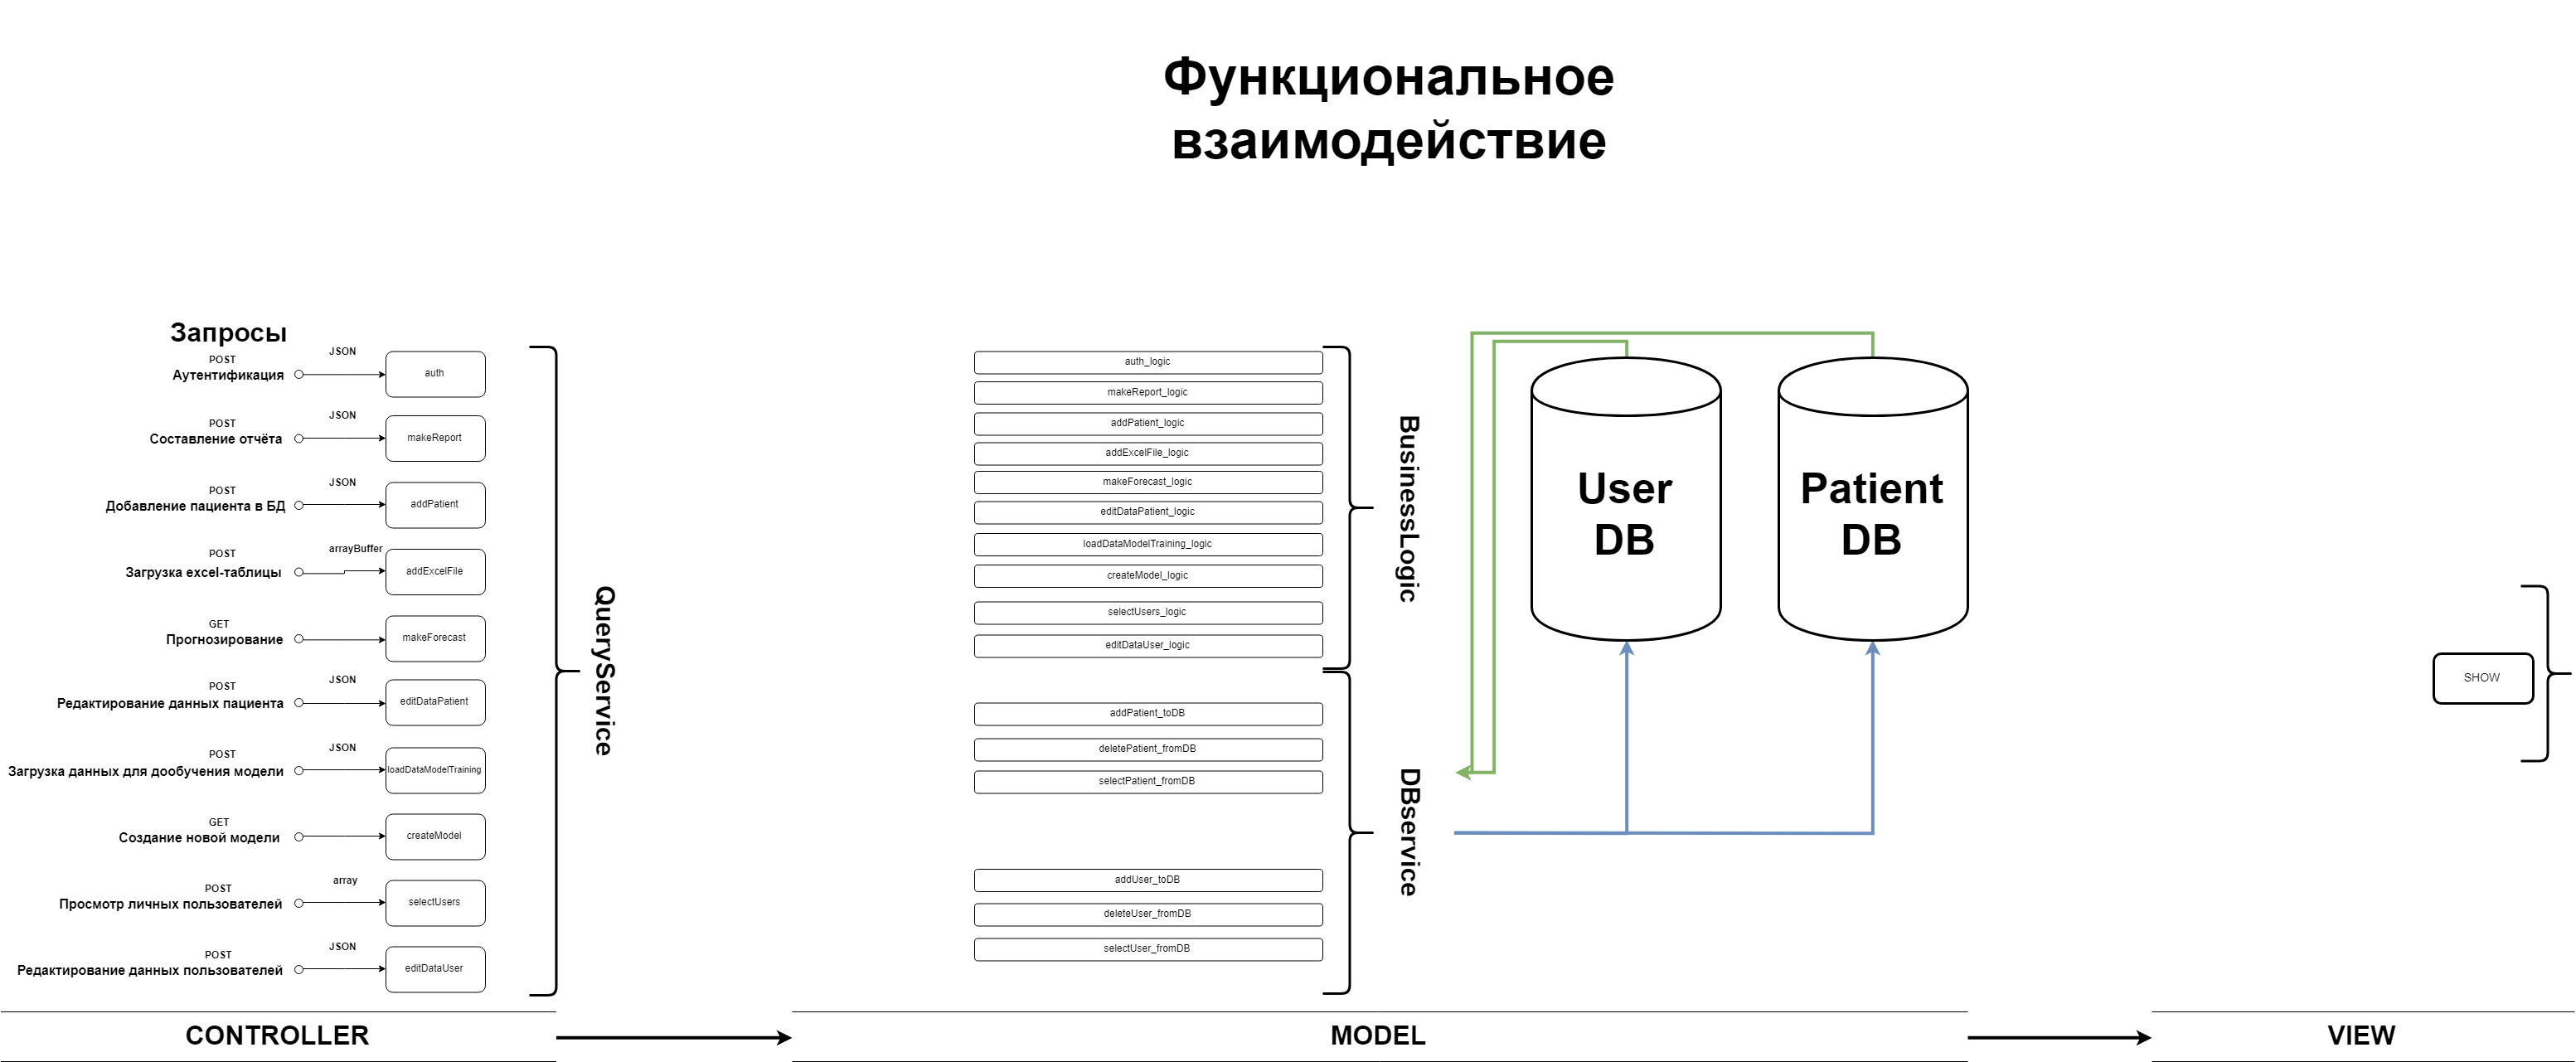 Функциональное
взаимодействие
Запросы
POST
JSON
Аутентификация
auth
POST
JSON
Составление отчёта
makeReport
POST
JSON
Добавление пациента в БД
addPatient
POST
arrayBuffer
Загрузка excel-таблицы
addExcelFile
GET
Прогнозирование
makeForecast
POST
JSON
Редактирование данных пациента
editDataPatient
POST
JSON
Загрузка данных для дообучения модели
loadDataModelTraining
GET
Создание новой модели
createModel
POST
array
Просмотр личных пользователей
selectUsers
POST
JSON
Редактирование данных пользователей
editDataUser
QueryService
auth_logic
makeReport_logic
addPatient_logic
addExcelFile_logic
makeForecast_logic
editDataPatient_logic
loadDataModelTraining_logic
createModel_logic
selectUsers_logic
editDataUser_logic
BusinessLogic
addPatient_toDB
deletePatient_fromDB
selectPatient_fromDB
addUser_toDB
deleteUser_fromDB
selectUser_fromDB
DBservice
User
DB
Patient
DB
SHOW
CONTROLLER
MODEL
VIEW